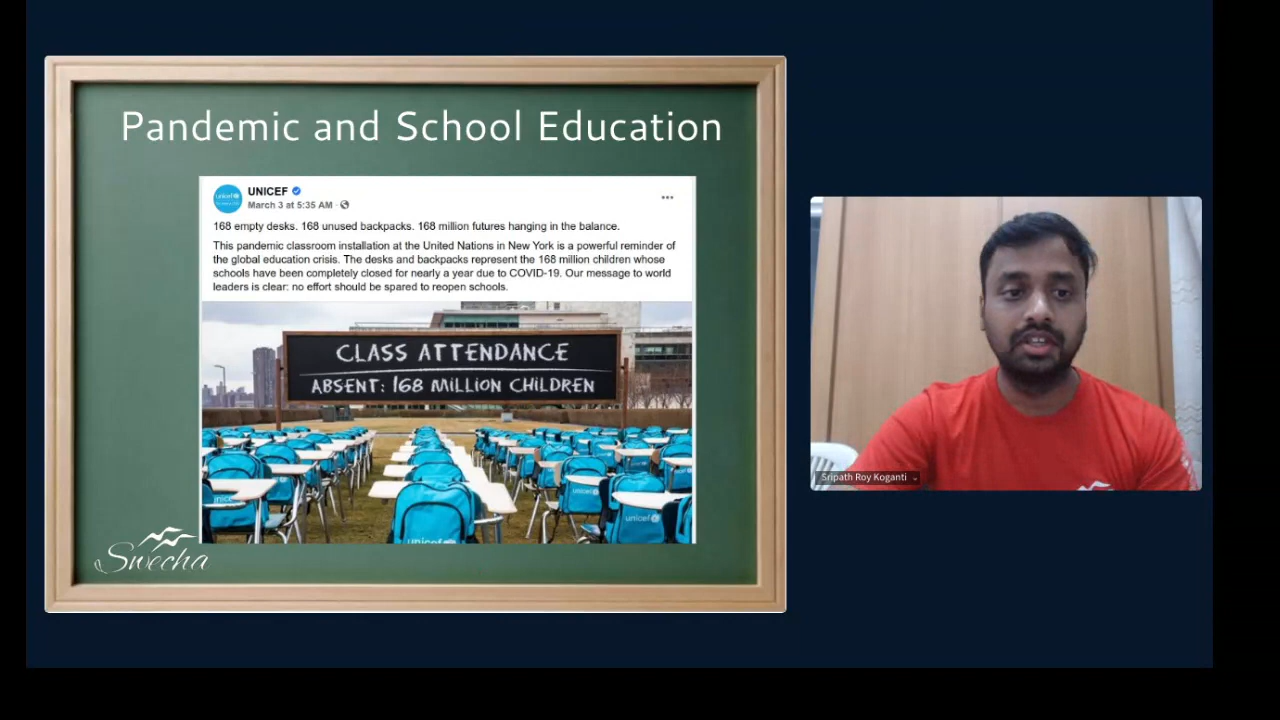 Pandemic and School Education
UNICEF
March 3 at 5:35 AM ·
168 empty desks. 168 unused backpacks. 168 million futures hanging in the balance.
This pandemic classroom installation at the United Nations in New York is a powerful reminder of
the global education crisis. The desks and backpacks represent the 168 million children whose
schools have been completely closed for nearly a year due to COVID-19. Our message to world
leaders is clear: no effort should be spared to reopen schools.
CLASS ATTENDANCE
ABSENT: 168 MILLION CHILDREN
unicef
unicef
unicef
unicef
Swecha
Sripath Roy Koganti